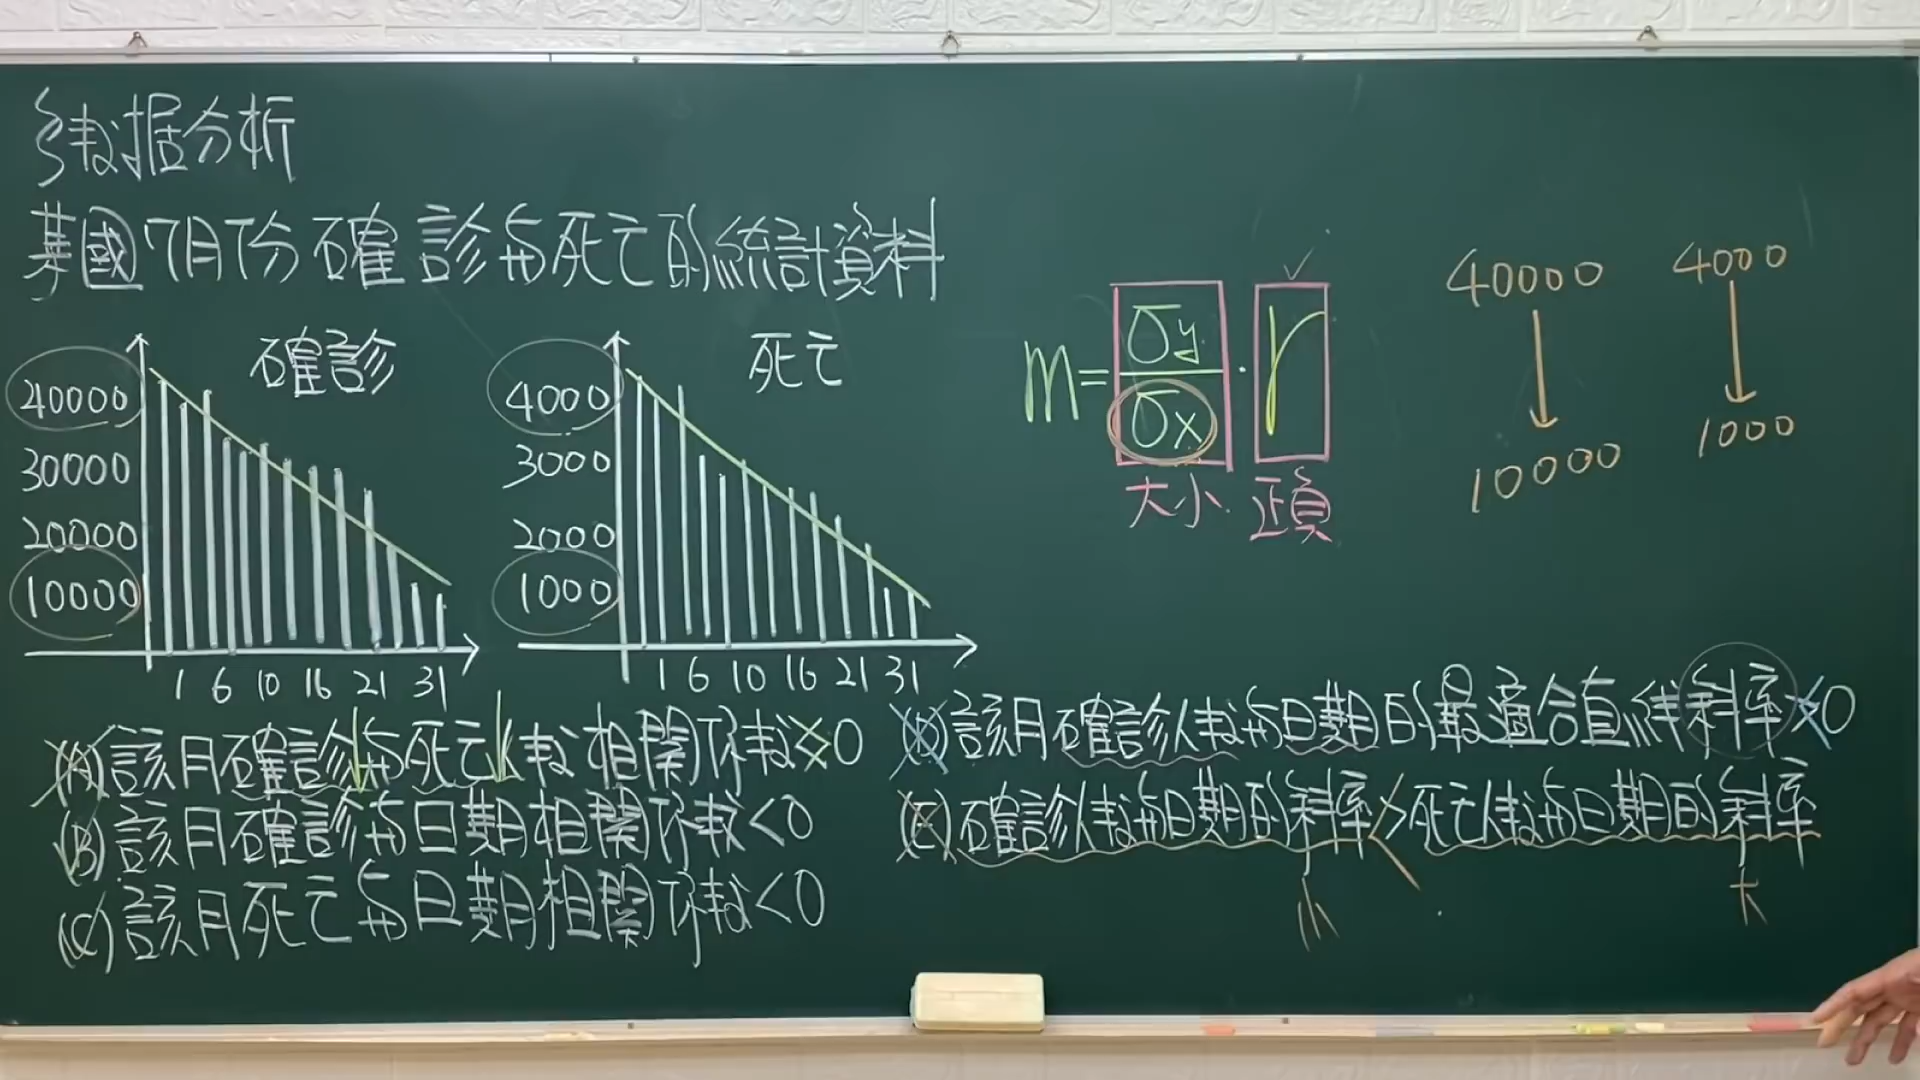 數據分析
某國7月份確診與死亡的統計資料
確診
40000
30000
20000
10000
1 6 10 16 21 31
死亡
4000
3000
2000
1000
1 6 10 16 21 31
m = σy / σx · r
大小 正負
40000 → 10000
4000 → 1000
(A) 該月確診與死亡數相關係數<0
(B) 該月確診與日期相關係數<0
(C) 該月死亡與日期相關係數<0
(D) 該月確診人數與日期的最適合直線斜率>0
(E) 確診人數與日期的斜率>死亡人數與日期的斜率
小 大